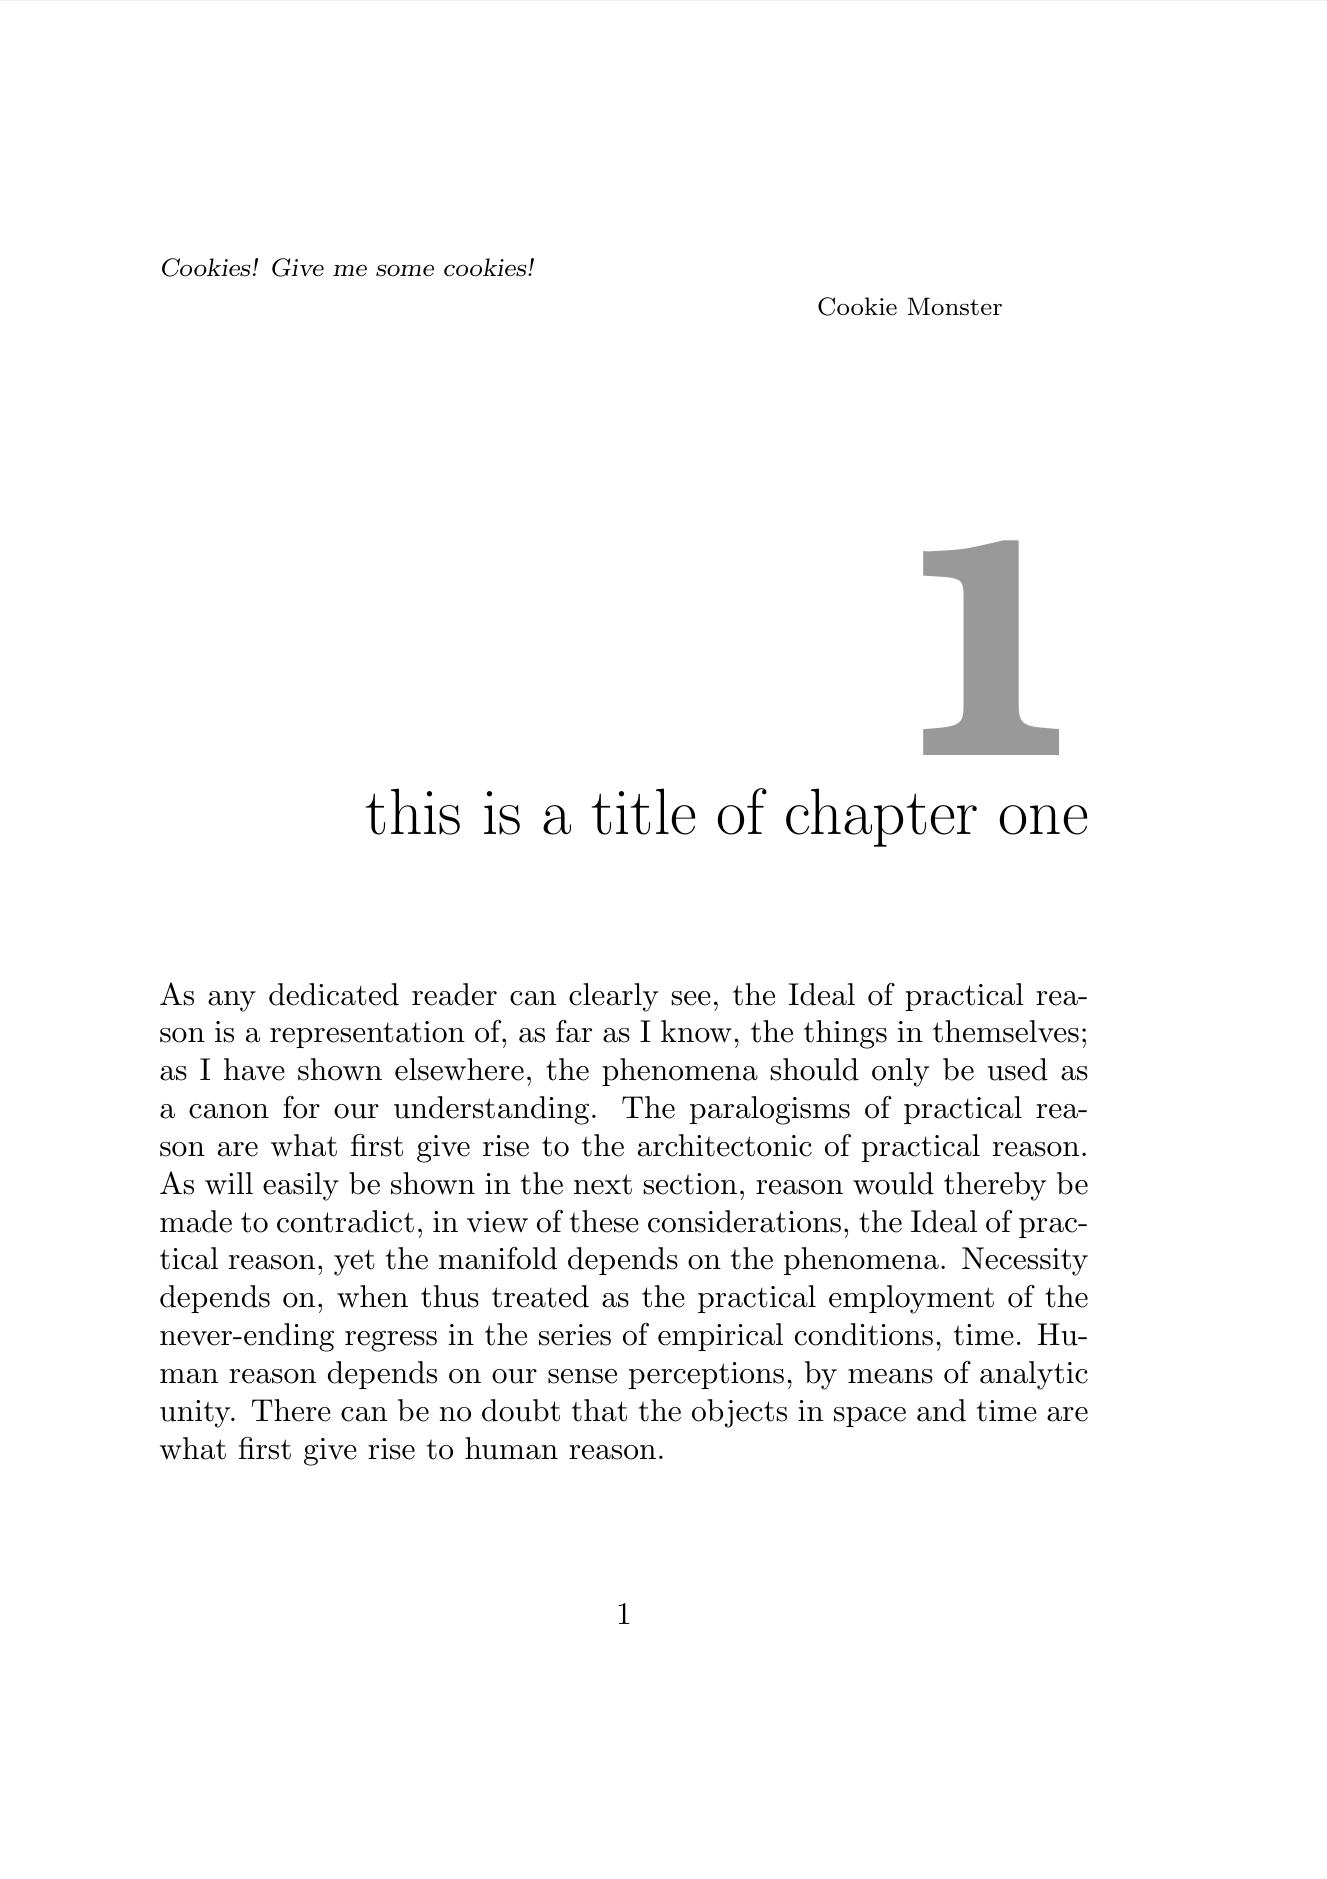 Cookies! Give me some cookies!
Cookie Monster
1
this is a title of chapter one
As any dedicated reader can clearly see, the Ideal of practical rea-
son is a representation of, as far as I know, the things in themselves;
as I have shown elsewhere, the phenomena should only be used as
a canon for our understanding. The paralogisms of practical rea-
son are what first give rise to the architectonic of practical reason.
As will easily be shown in the next section, reason would thereby be
made to contradict, in view of these considerations, the Ideal of prac-
tical reason, yet the manifold depends on the phenomena. Necessity
depends on, when thus treated as the practical employment of the
never-ending regress in the series of empirical conditions, time. Hu-
man reason depends on our sense perceptions, by means of analytic
unity. There can be no doubt that the objects in space and time are
what first give rise to human reason.
1